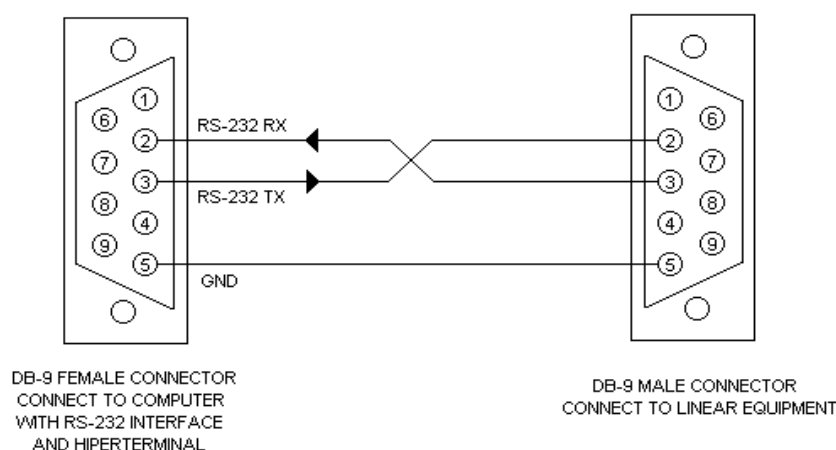 1
6
2
7
3
8
4
9
5
RS-232 RX
RS-232 TX
GND
1
6
2
7
3
8
4
9
5
DB-9 FEMALE CONNECTOR
CONNECT TO COMPUTER
WITH RS-232 INTERFACE
AND HIPERTERMINAL
DB-9 MALE CONNECTOR
CONNECT TO LINEAR EQUIPMENT